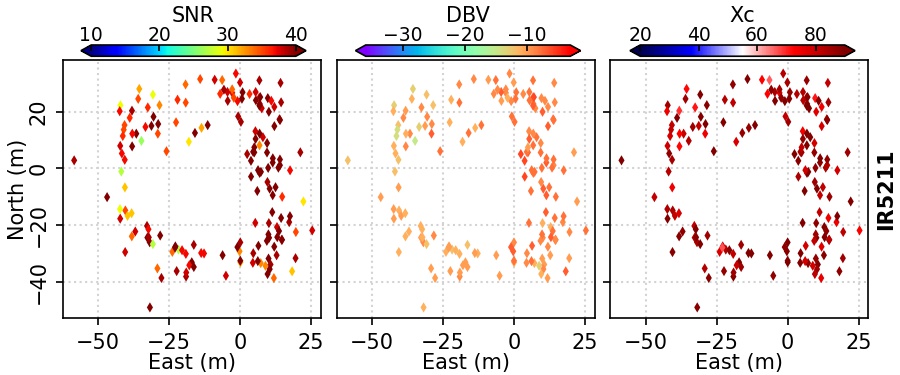 SNR DBV Xc
10 20 30 40 −30 −20 −10 20 40 60 80
20
0
−20
−40
North (m)
IR5211
−50 −25 0 25 −50 −25 0 25 −50 −25 0 25
East (m) East (m) East (m)